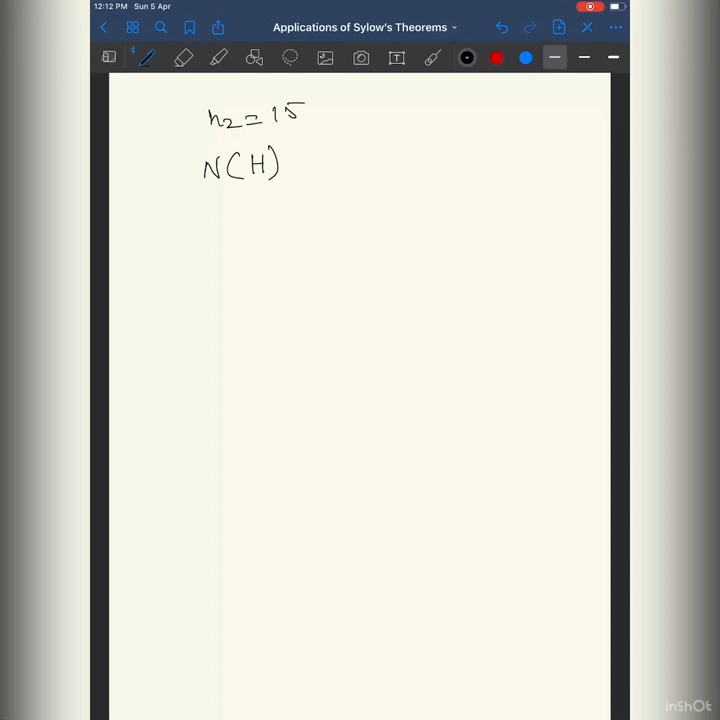 12:12 PM Sun 5 Apr
Applications of Sylow's Theorems
T
n₂ = 15
N(H)
InShOt